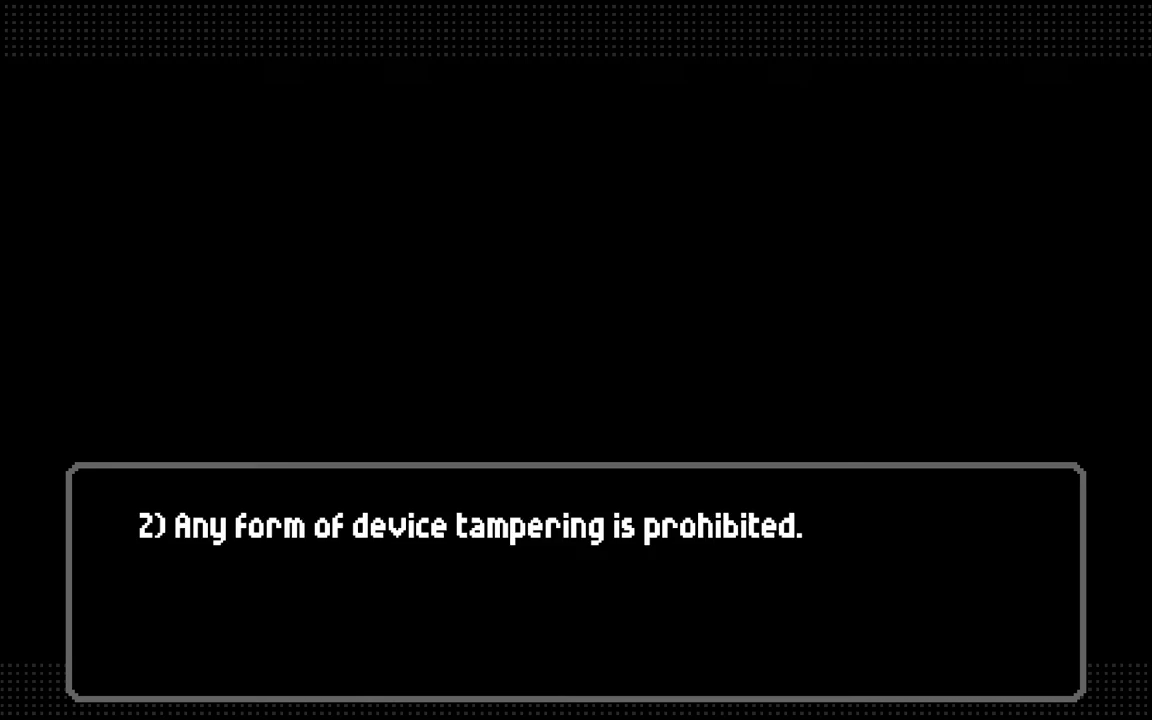 2) Any form of device tampering is prohibited.